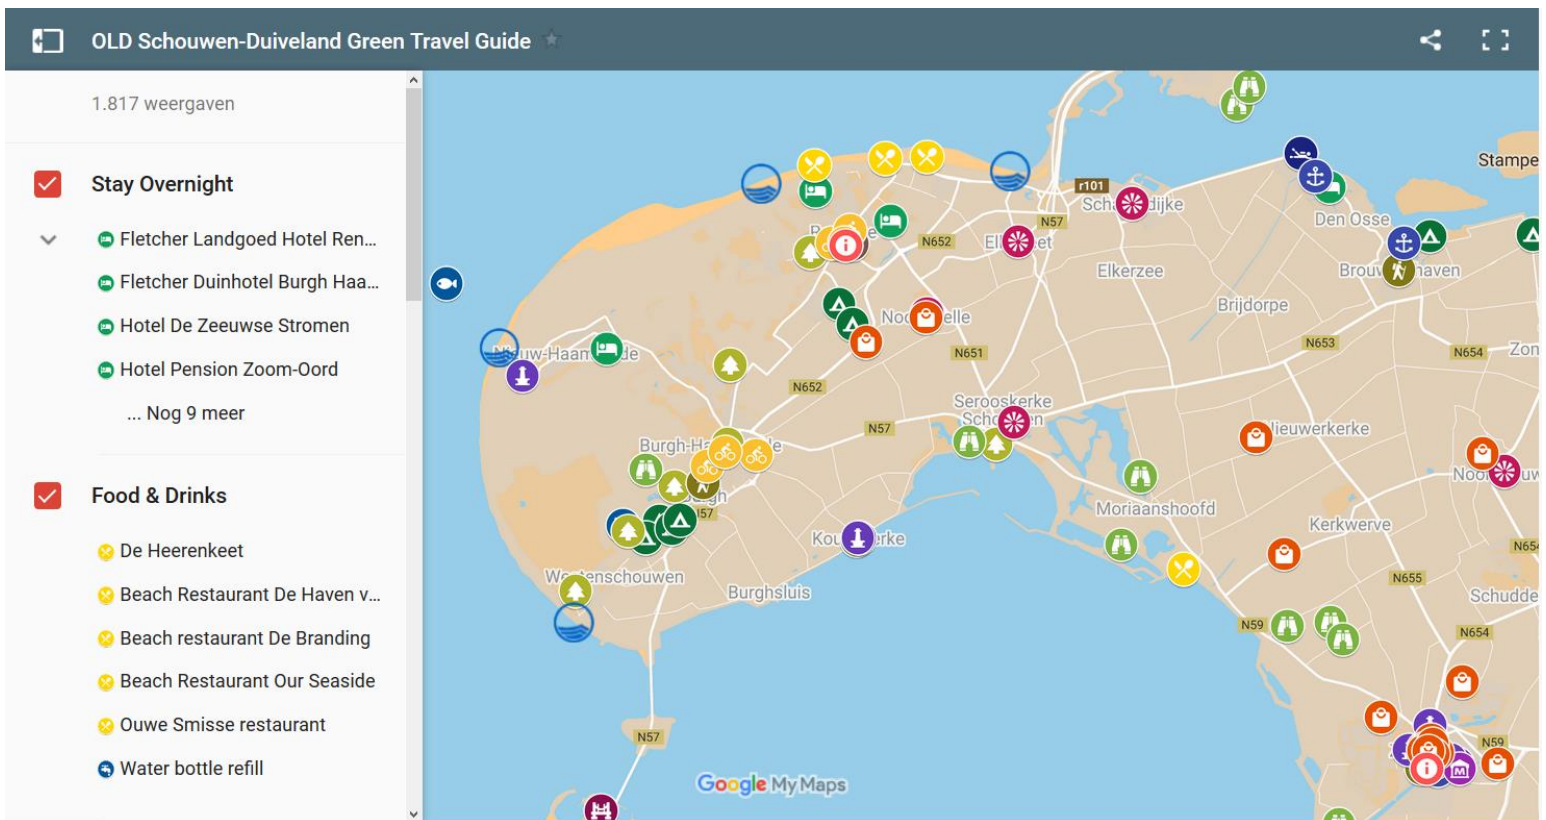 OLD Schouwen-Duiveland Green Travel Guide
1.817 weergaven
Stay Overnight
Fletcher Landgoed Hotel Ren...
Fletcher Duinhotel Burgh Haa...
Hotel De Zeeuwse Stromen
Hotel Pension Zoom-Oord
... Nog 9 meer
Food & Drinks
De Heerenkeet
Beach Restaurant De Haven v...
Beach restaurant De Branding
Beach Restaurant Our Seaside
Ouwe Smisse restaurant
Water bottle refill
Stampe
r101
N57
Den Osse
N652
Elkerzee
Brijdorpe
N651
N653
N654
Zon
N652
Serooskerke
N57
Moriaanshoofd
Kerkwerve
N57
N654
N655
Burghsluis
Schudde
N59
N654
N57
N59
Google My Maps
M